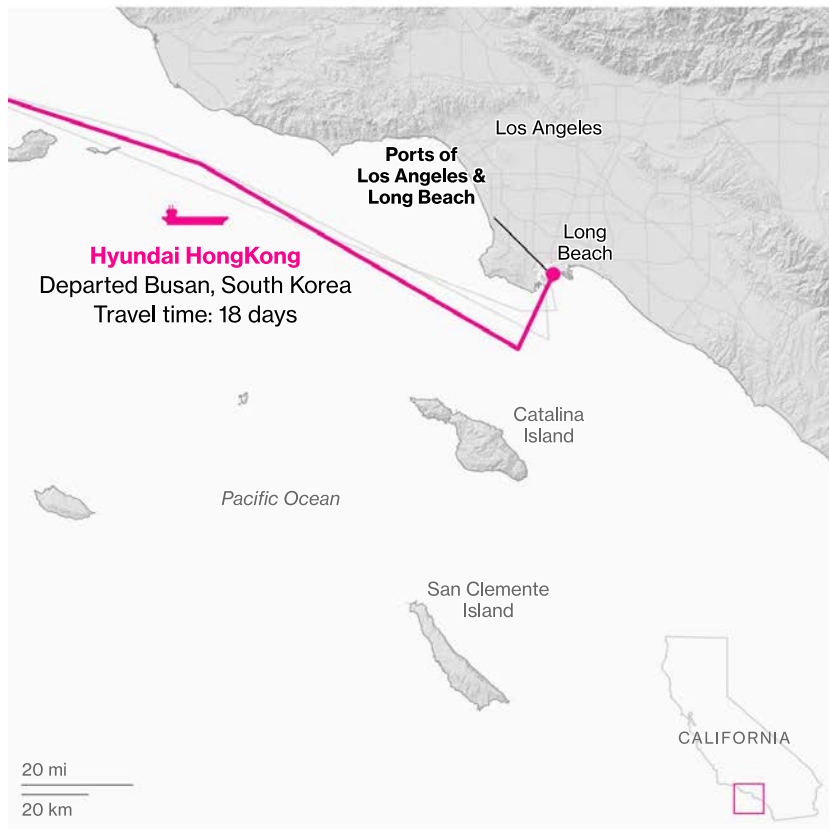 Los Angeles
Ports of
Los Angeles &
Long Beach
Long
Beach
Hyundai HongKong
Departed Busan, South Korea
Travel time: 18 days
Catalina
Island
Pacific Ocean
San Clemente
Island
CALIFORNIA
20 mi
20 km